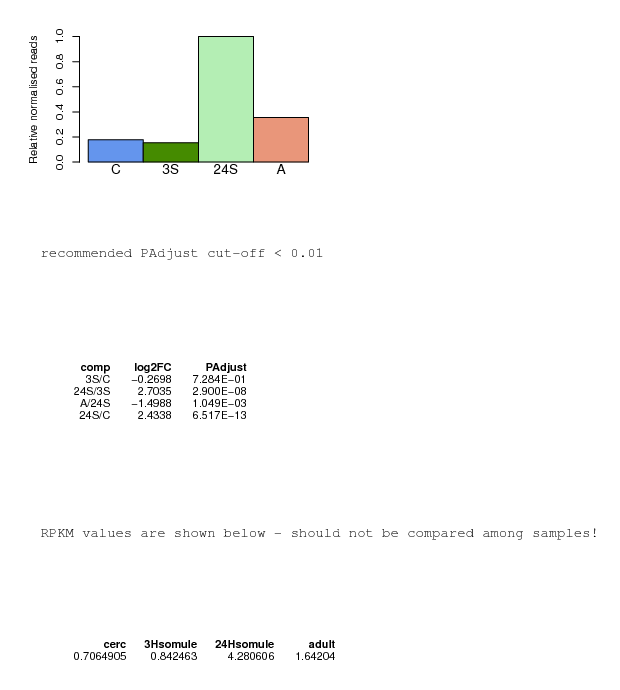 Relative normalised reads
1.0
0.8
0.6
0.4
0.2
0.0
C 3S 24S A
recommended PAdjust cut-off < 0.01
comp log2FC PAdjust
3S/C −0.2698 7.284E−01
24S/3S 2.7035 2.900E−08
A/24S −1.4988 1.049E−03
24S/C 2.4338 6.517E−13
RPKM values are shown below - should not be compared among samples!
cerc 3Hsomule 24Hsomule adult
0.7064905 0.842463 4.280606 1.64204